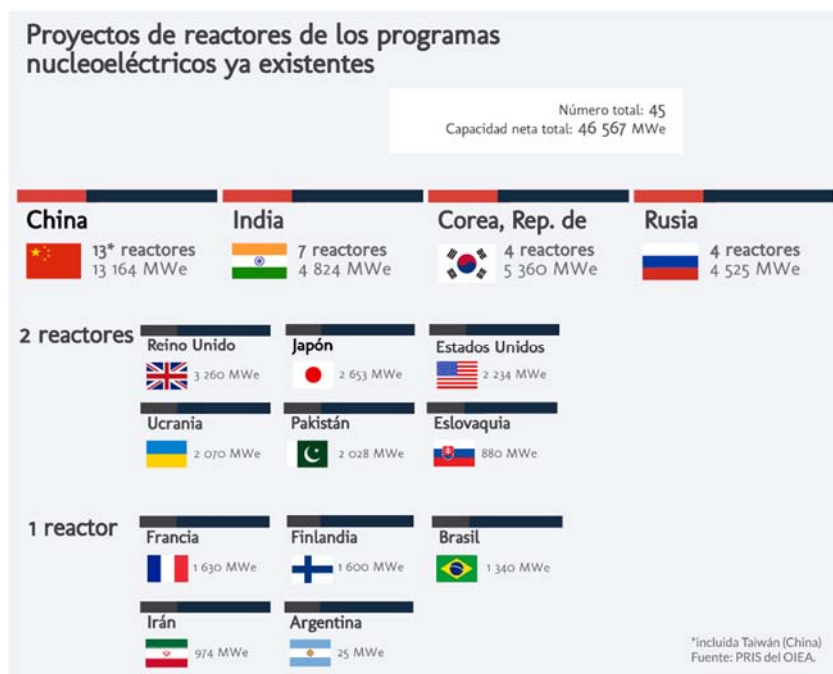 Proyectos de reactores de los programas
nucleoeléctricos ya existentes
Número total: 45
Capacidad neta total: 46 567 MWe
China
13* reactores
13 164 MWe
India
7 reactores
4 824 MWe
Corea, Rep. de
4 reactores
5 360 MWe
Rusia
4 reactores
4 525 MWe
2 reactores
Reino Unido
3 260 MWe
Japón
2 653 MWe
Estados Unidos
2 234 MWe
Ucrania
2 070 MWe
Pakistán
2 028 MWe
Eslovaquia
880 MWe
1 reactor
Francia
1 630 MWe
Finlandia
1 600 MWe
Brasil
1 340 MWe
Irán
974 MWe
Argentina
25 MWe
*incluida Taiwán (China)
Fuente: PRIS del OIEA.